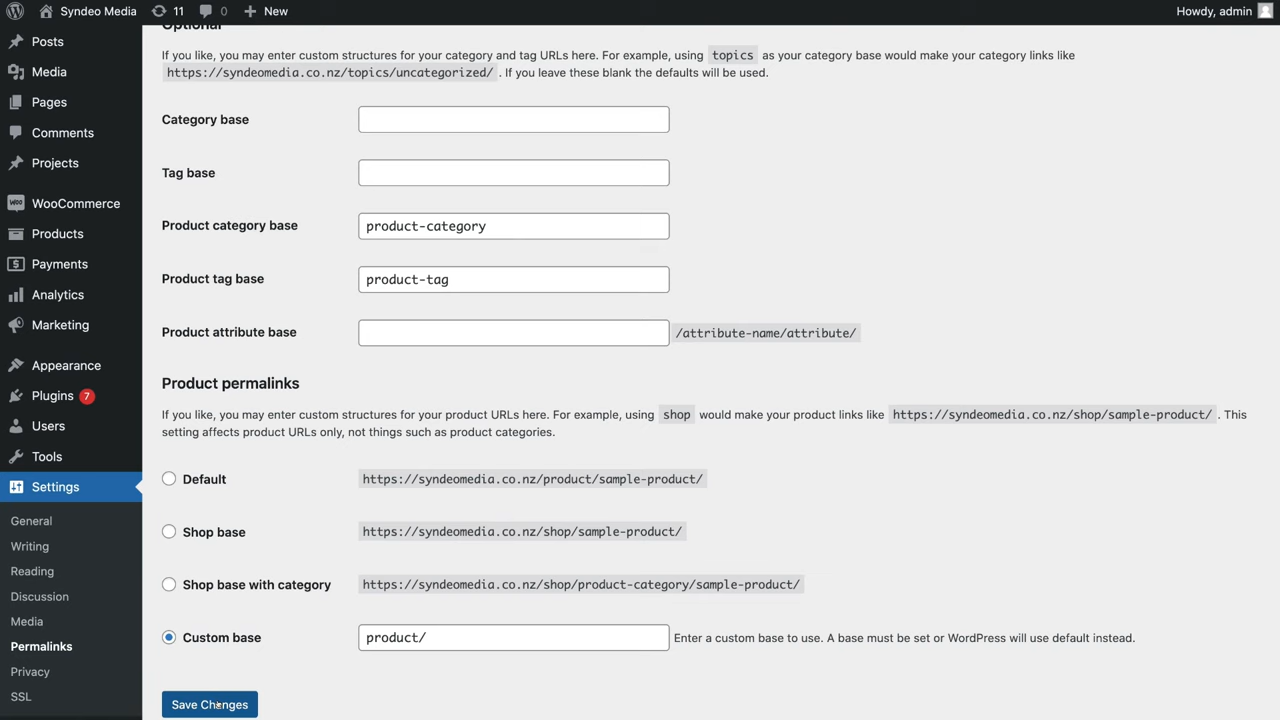 Syndeo Media 11 0 New Howdy, admin
Posts
Media
Pages
Comments
Projects
WooCommerce
Products
Payments
Analytics
Marketing
Appearance
Plugins 7
Users
Tools
Settings
General
Writing
Reading
Discussion
Media
Permalinks
Privacy
SSL
Optional
If you like, you may enter custom structures for your category and tag URLs here. For example, using topics as your category base would make your category links like
https://syndeomedia.co.nz/topics/uncategorized/ . If you leave these blank the defaults will be used.
Category base
Tag base
Product category base product-category
Product tag base product-tag
Product attribute base /attribute-name/attribute/
Product permalinks
If you like, you may enter custom structures for your product URLs here. For example, using shop would make your product links like https://syndeomedia.co.nz/shop/sample-product/ . This
setting affects product URLs only, not things such as product categories.
Default https://syndeomedia.co.nz/product/sample-product/
Shop base https://syndeomedia.co.nz/shop/sample-product/
Shop base with category https://syndeomedia.co.nz/shop/product-category/sample-product/
Custom base product/ Enter a custom base to use. A base must be set or WordPress will use default instead.
Save Changes